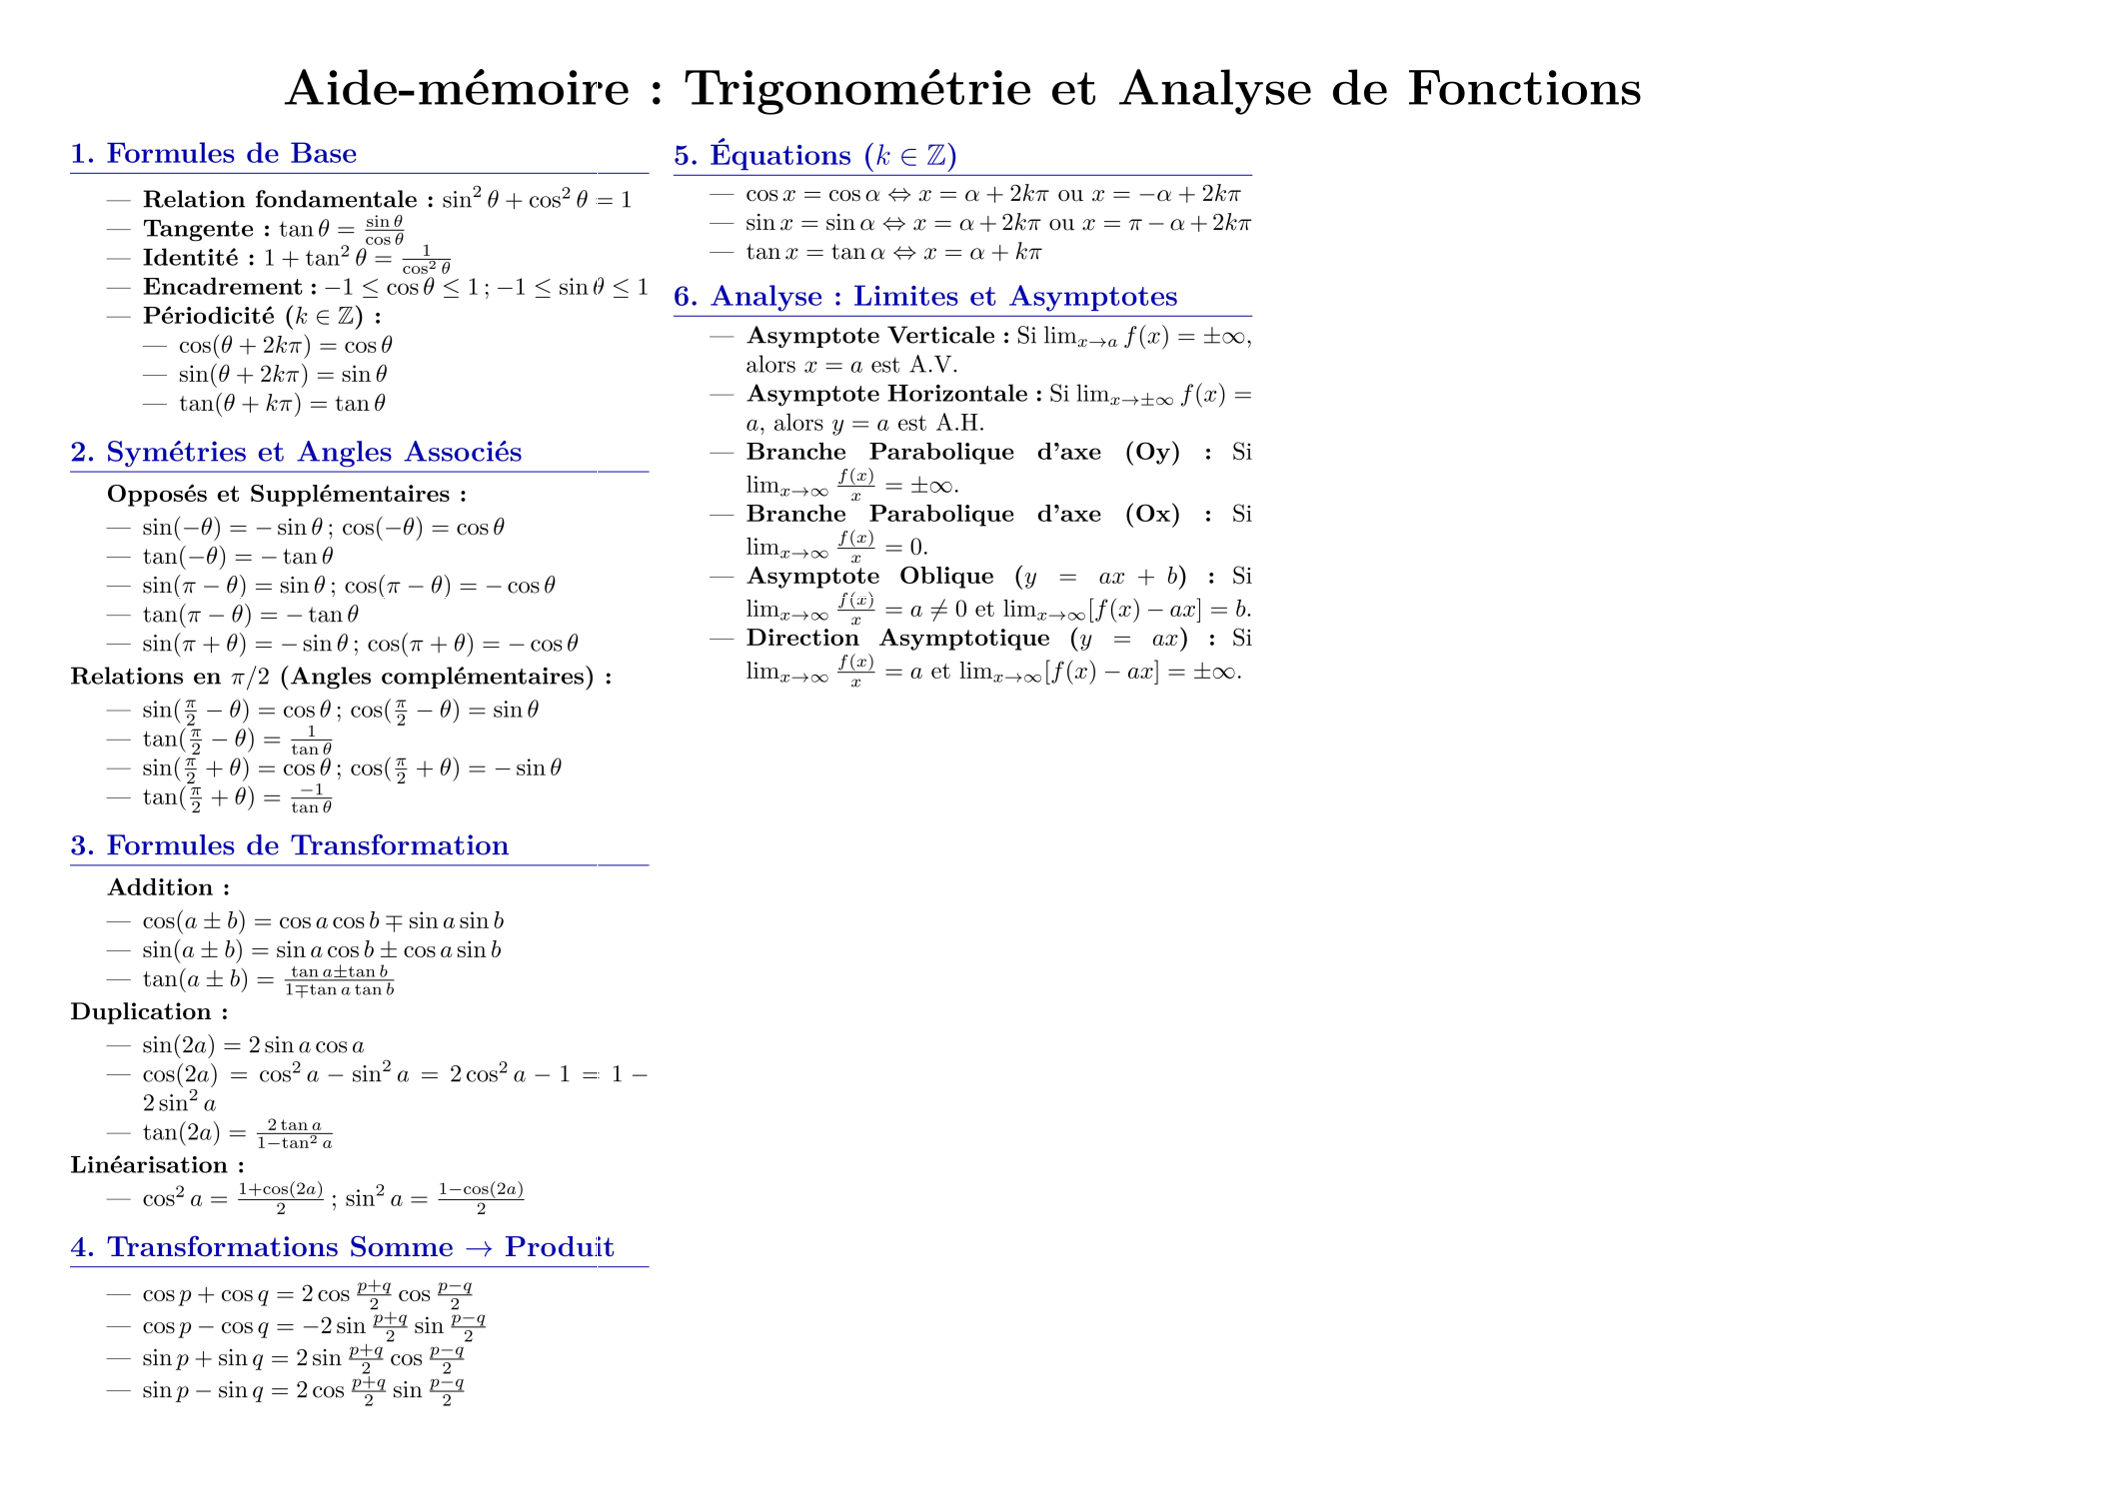 Aide-mémoire : Trigonométrie et Analyse de Fonctions
1. Formules de Base
— Relation fondamentale : sin² θ + cos² θ = 1
— Tangente : tan θ = sin θ / cos θ
— Identité : 1 + tan² θ = 1 / cos² θ
— Encadrement : −1 ≤ cos θ ≤ 1 ; −1 ≤ sin θ ≤ 1
— Périodicité (k ∈ ℤ) :
— cos(θ + 2kπ) = cos θ
— sin(θ + 2kπ) = sin θ
— tan(θ + kπ) = tan θ
2. Symétries et Angles Associés
Opposés et Supplémentaires :
— sin(−θ) = − sin θ ; cos(−θ) = cos θ
— tan(−θ) = − tan θ
— sin(π − θ) = sin θ ; cos(π − θ) = − cos θ
— tan(π − θ) = − tan θ
— sin(π + θ) = − sin θ ; cos(π + θ) = − cos θ
Relations en π/2 (Angles complémentaires) :
— sin(π/2 − θ) = cos θ ; cos(π/2 − θ) = sin θ
— tan(π/2 − θ) = 1 / tan θ
— sin(π/2 + θ) = cos θ ; cos(π/2 + θ) = − sin θ
— tan(π/2 + θ) = −1 / tan θ
3. Formules de Transformation
Addition :
— cos(a ± b) = cos a cos b ∓ sin a sin b
— sin(a ± b) = sin a cos b ± cos a sin b
— tan(a ± b) = (tan a ± tan b) / (1 ∓ tan a tan b)
Duplication :
— sin(2a) = 2 sin a cos a
— cos(2a) = cos² a − sin² a = 2 cos² a − 1 = 1 −
2 sin² a
— tan(2a) = 2 tan a / (1 − tan² a)
Linéarisation :
— cos² a = (1+cos(2a)) / 2 ; sin² a = (1−cos(2a)) / 2
4. Transformations Somme → Produit
— cos p + cos q = 2 cos (p+q)/2 cos (p−q)/2
— cos p − cos q = −2 sin (p+q)/2 sin (p−q)/2
— sin p + sin q = 2 sin (p+q)/2 cos (p−q)/2
— sin p − sin q = 2 cos (p+q)/2 sin (p−q)/2
5. Équations (k ∈ ℤ)
— cos x = cos α ⇔ x = α + 2kπ ou x = −α + 2kπ
— sin x = sin α ⇔ x = α + 2kπ ou x = π − α + 2kπ
— tan x = tan α ⇔ x = α + kπ
6. Analyse : Limites et Asymptotes
— Asymptote Verticale : Si lim x→a f(x) = ±∞,
alors x = a est A.V.
— Asymptote Horizontale : Si lim x→±∞ f(x) =
a, alors y = a est A.H.
— Branche Parabolique d'axe (Oy) : Si
lim x→∞ f(x)/x = ±∞.
— Branche Parabolique d'axe (Ox) : Si
lim x→∞ f(x)/x = 0.
— Asymptote Oblique (y = ax + b) : Si
lim x→∞ f(x)/x = a ≠ 0 et lim x→∞[f(x) − ax] = b.
— Direction Asymptotique (y = ax) : Si
lim x→∞ f(x)/x = a et lim x→∞[f(x) − ax] = ±∞.